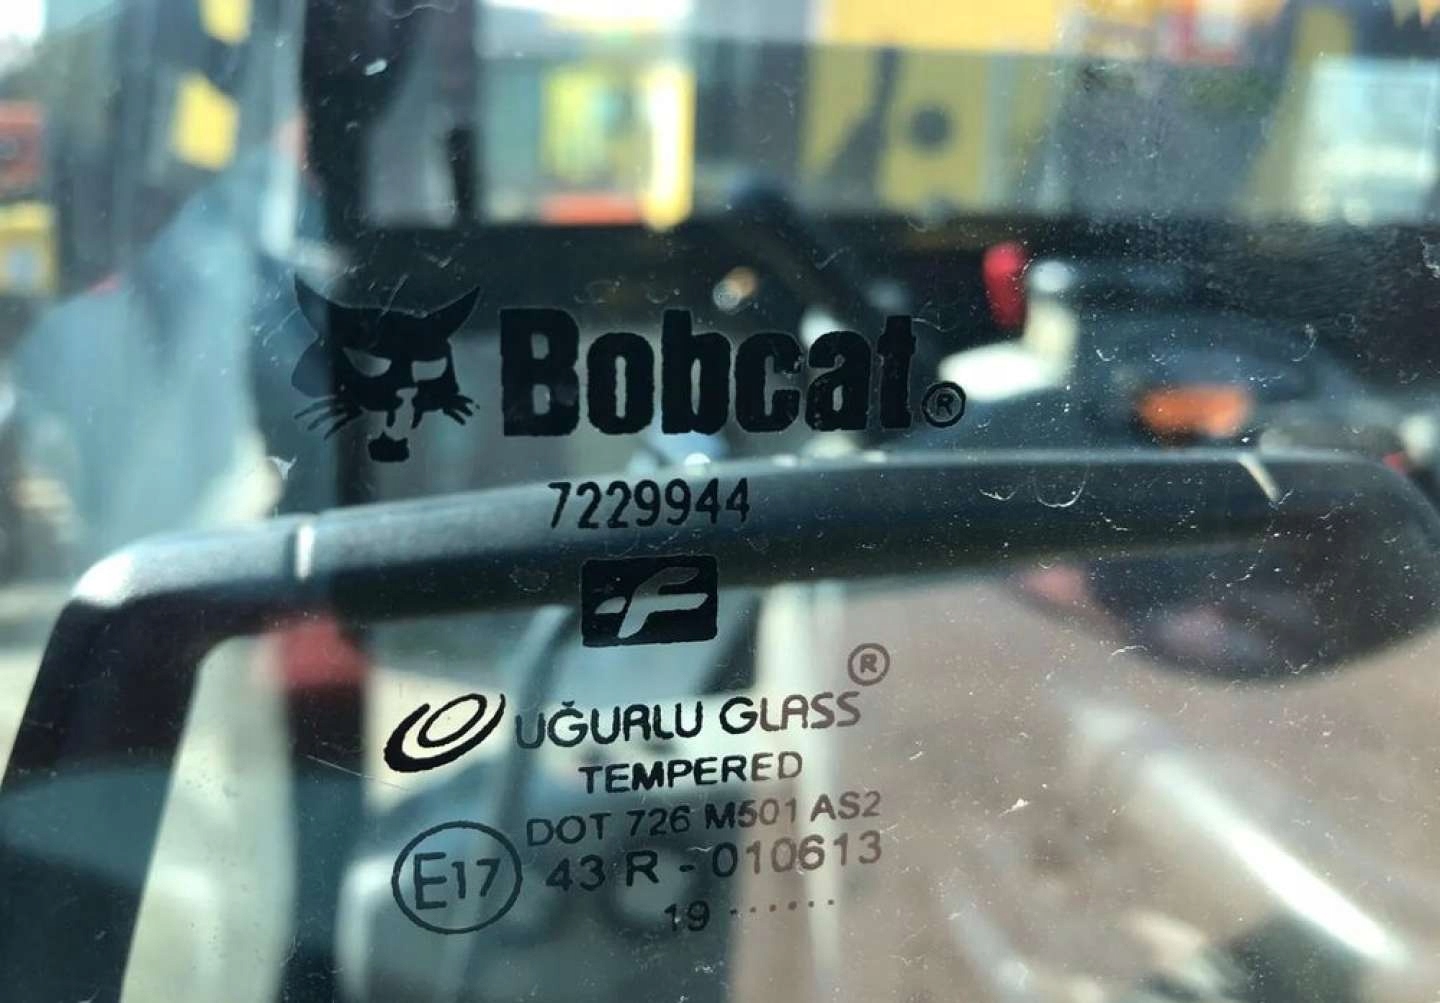 Bobcat®
7229944
UĞURLU GLASS®
TEMPERED
DOT 726 M501 AS2
E17 43 R - 010613
19 ······